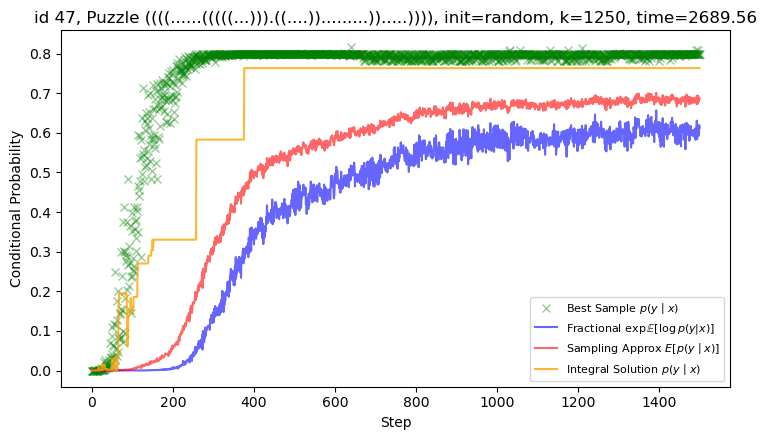 id 47, Puzzle ((((......(((((...))).((....)).........)).....)))), init=random, k=1250, time=2689.56
Conditional Probability
0.8
0.7
0.6
0.5
0.4
0.3
0.2
0.1
0.0
Best Sample p(y | x)
Fractional exp 𝔼[log p(y|x)]
Sampling Approx E[p(y | x)]
Integral Solution p(y | x)
0 200 400 600 800 1000 1200 1400
Step